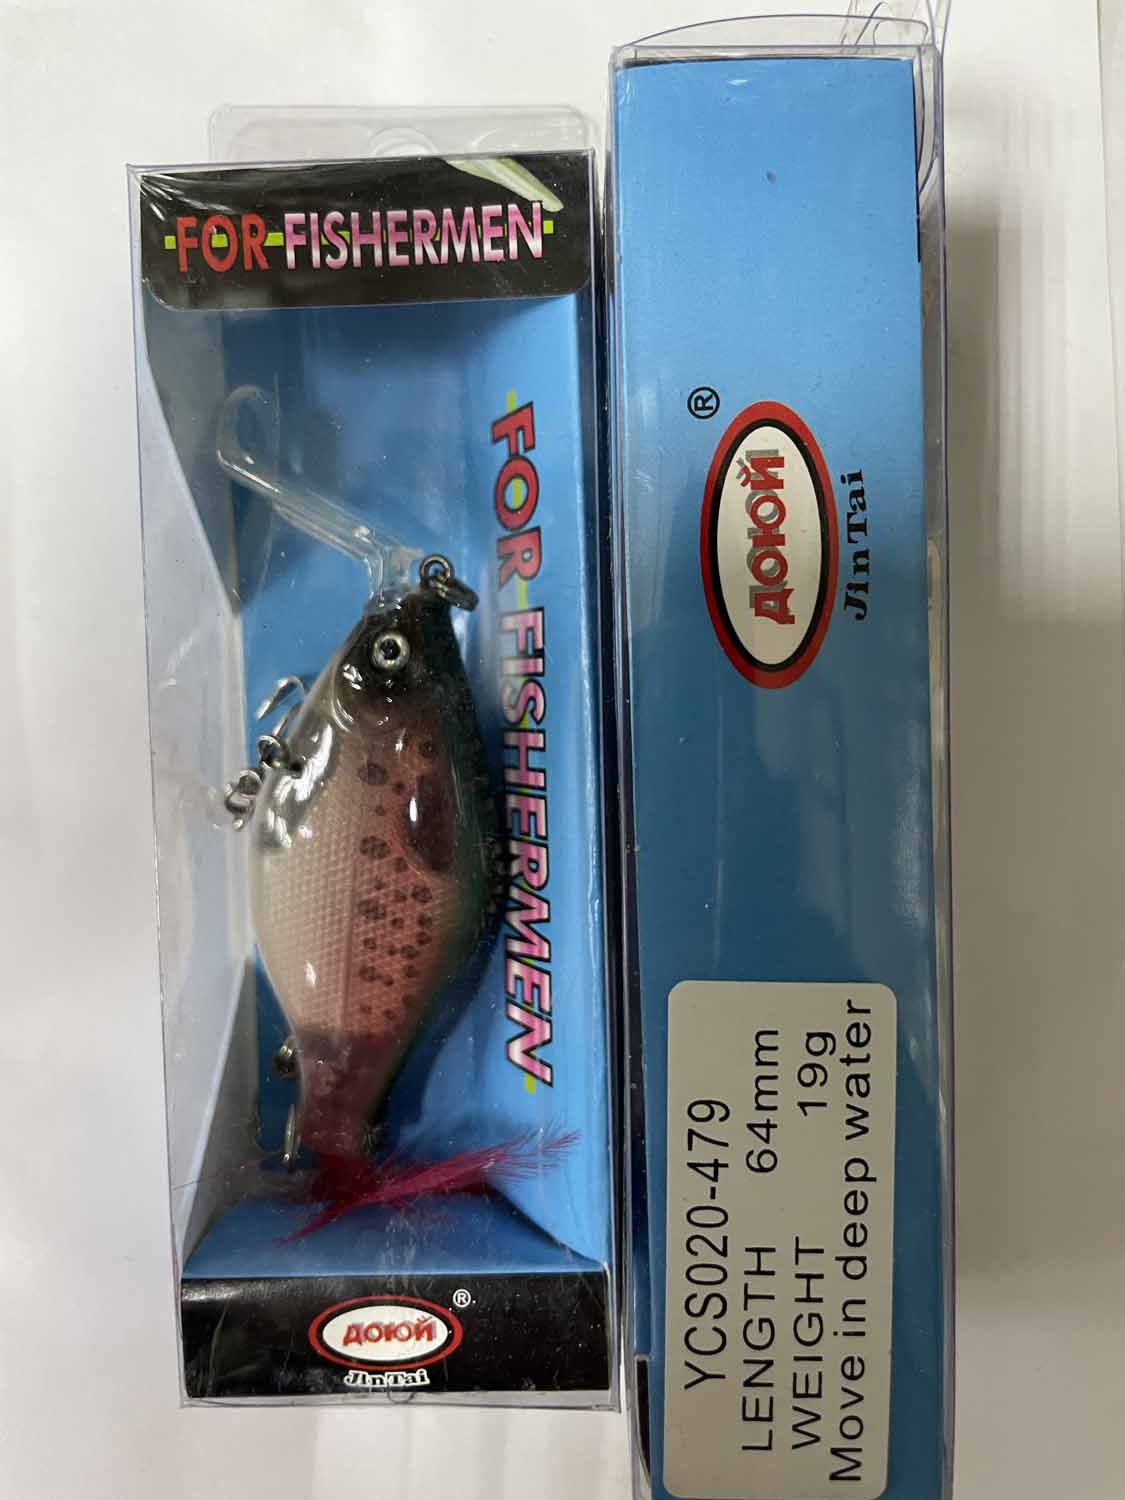 FOR FISHERMEN
FOR FISHERMEN
ДОЮЙ
®
JinTai
®
ДОЮЙ
JinTai
YCS020-479
LENGTH 64mm
WEIGHT 19g
Move in deep water